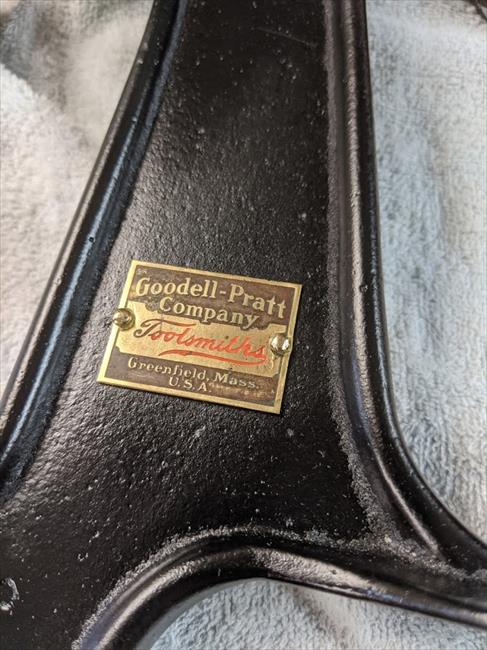 Goodell-Pratt
Company
Toolsmiths
Greenfield, Mass.
U.S.A.